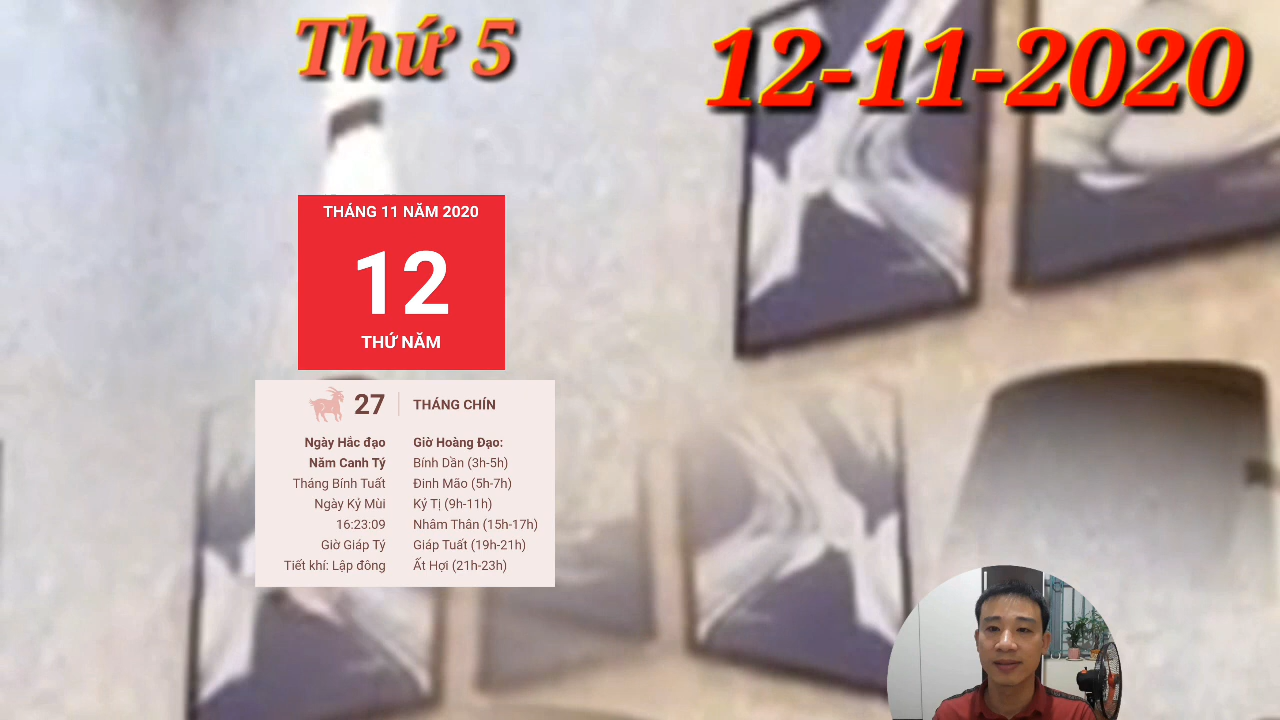 Thứ 5
12-11-2020
THÁNG 11 NĂM 2020
12
THỨ NĂM
27
THÁNG CHÍN
Ngày Hắc đạo
Năm Canh Tý
Tháng Bính Tuất
Ngày Kỷ Mùi
16:23:09
Giờ Giáp Tý
Tiết khí: Lập đông
Giờ Hoàng Đạo:
Bính Dần (3h-5h)
Đinh Mão (5h-7h)
Kỷ Tị (9h-11h)
Nhâm Thân (15h-17h)
Giáp Tuất (19h-21h)
Ất Hợi (21h-23h)